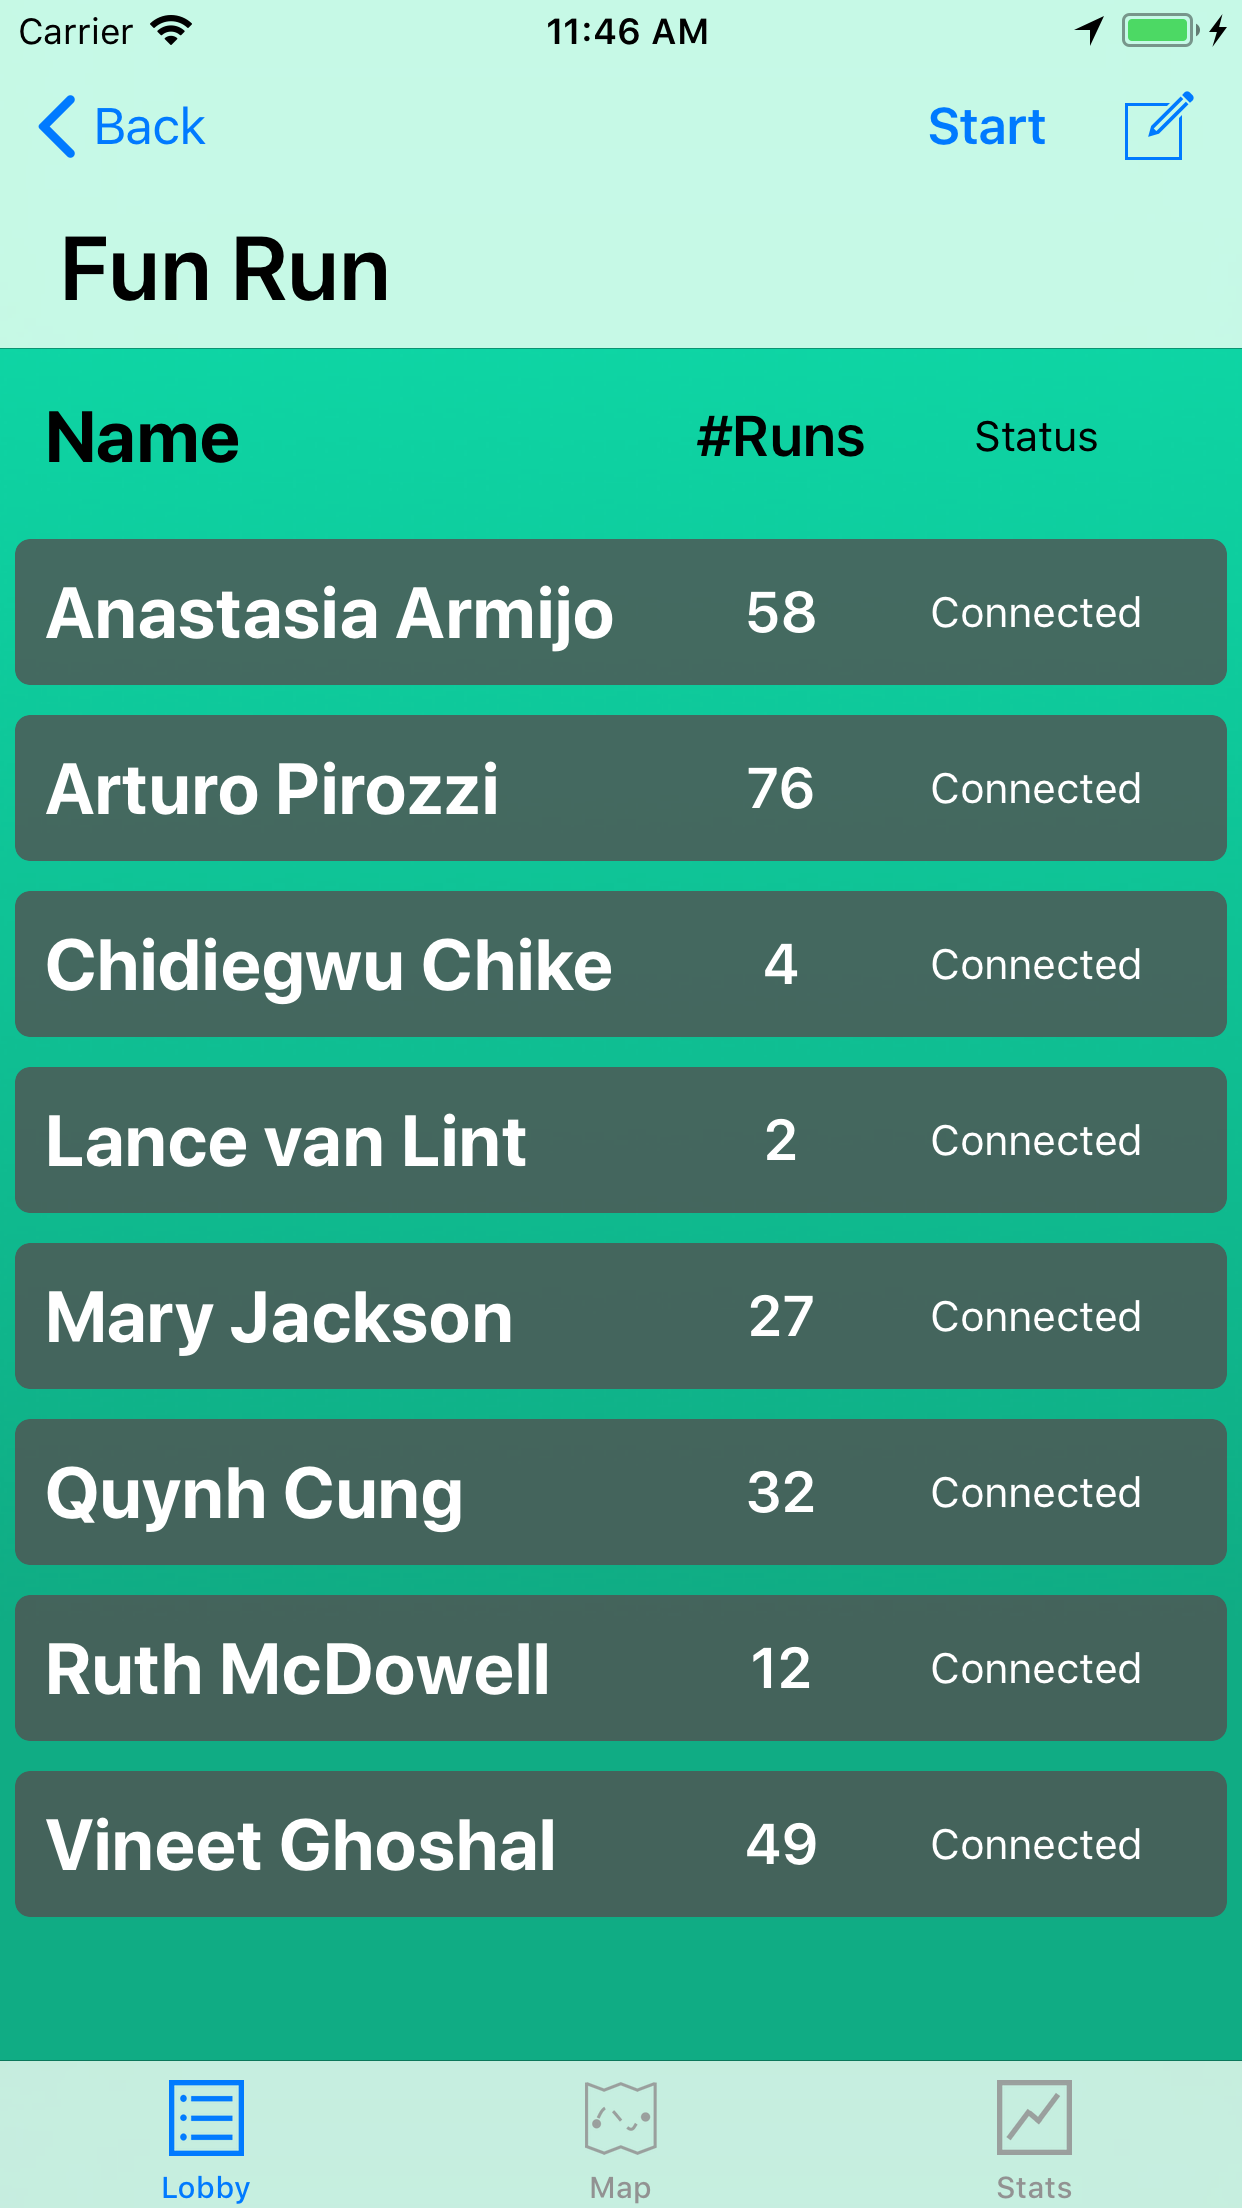 Carrier 11:46 AM
Back Start
Fun Run
Name #Runs Status
Anastasia Armijo 58 Connected
Arturo Pirozzi 76 Connected
Chidiegwu Chike 4 Connected
Lance van Lint 2 Connected
Mary Jackson 27 Connected
Quynh Cung 32 Connected
Ruth McDowell 12 Connected
Vineet Ghoshal 49 Connected
Lobby Map Stats